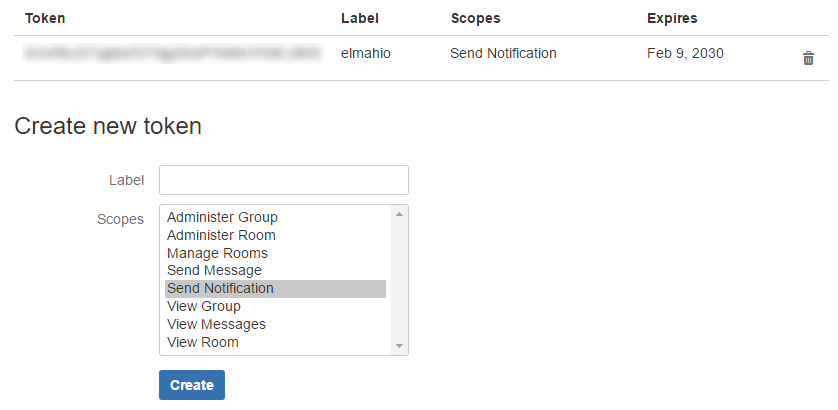 Token Label Scopes Expires
elmahio Send Notification Feb 9, 2030
Create new token
Label
Scopes
Administer Group
Administer Room
Manage Rooms
Send Message
Send Notification
View Group
View Messages
View Room
Create